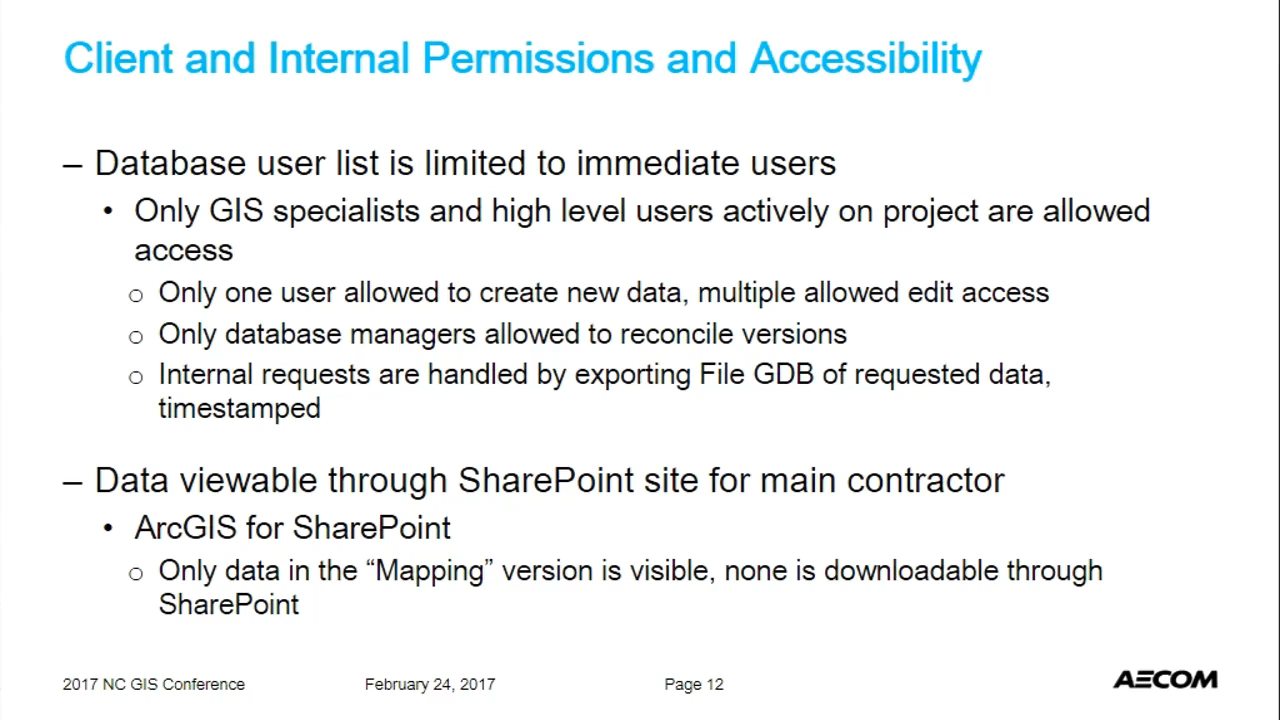 Client and Internal Permissions and Accessibility
– Database user list is limited to immediate users
• Only GIS specialists and high level users actively on project are allowed
access
o Only one user allowed to create new data, multiple allowed edit access
o Only database managers allowed to reconcile versions
o Internal requests are handled by exporting File GDB of requested data,
timestamped
– Data viewable through SharePoint site for main contractor
• ArcGIS for SharePoint
o Only data in the “Mapping” version is visible, none is downloadable through
SharePoint
2017 NC GIS Conference February 24, 2017 Page 12 AECOM